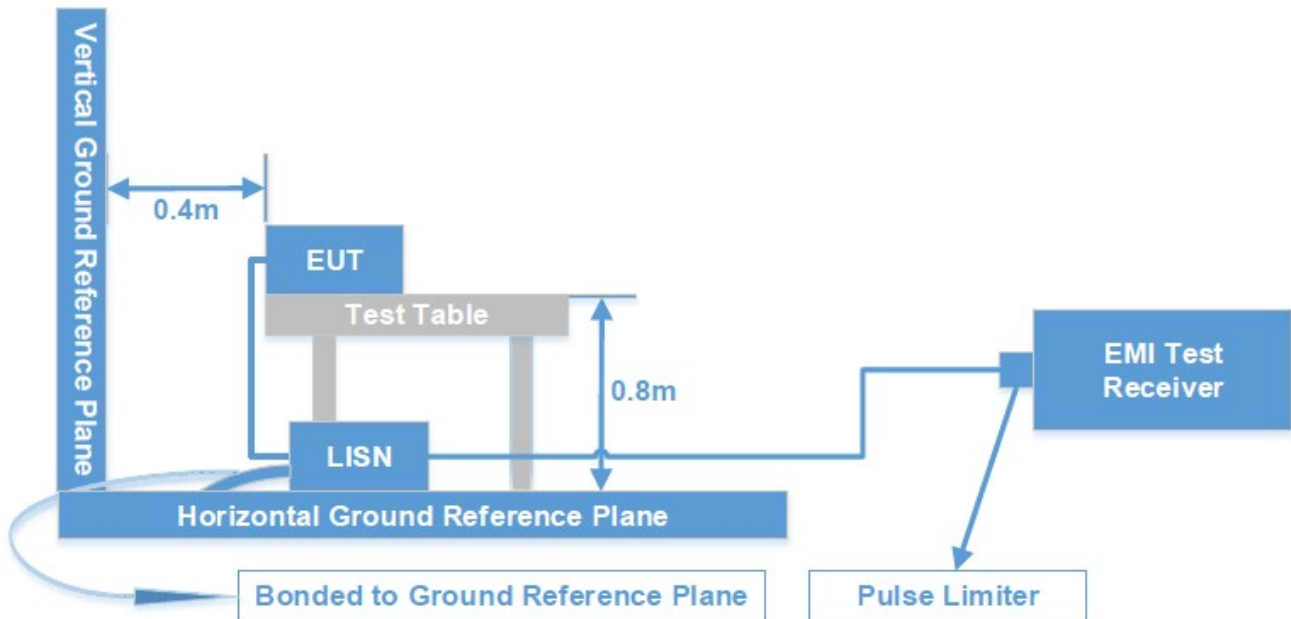 Vertical Ground Reference Plane
0.4m
EUT
Test Table
0.8m
EMI Test
Receiver
LISN
Horizontal Ground Reference Plane
Bonded to Ground Reference Plane
Pulse Limiter